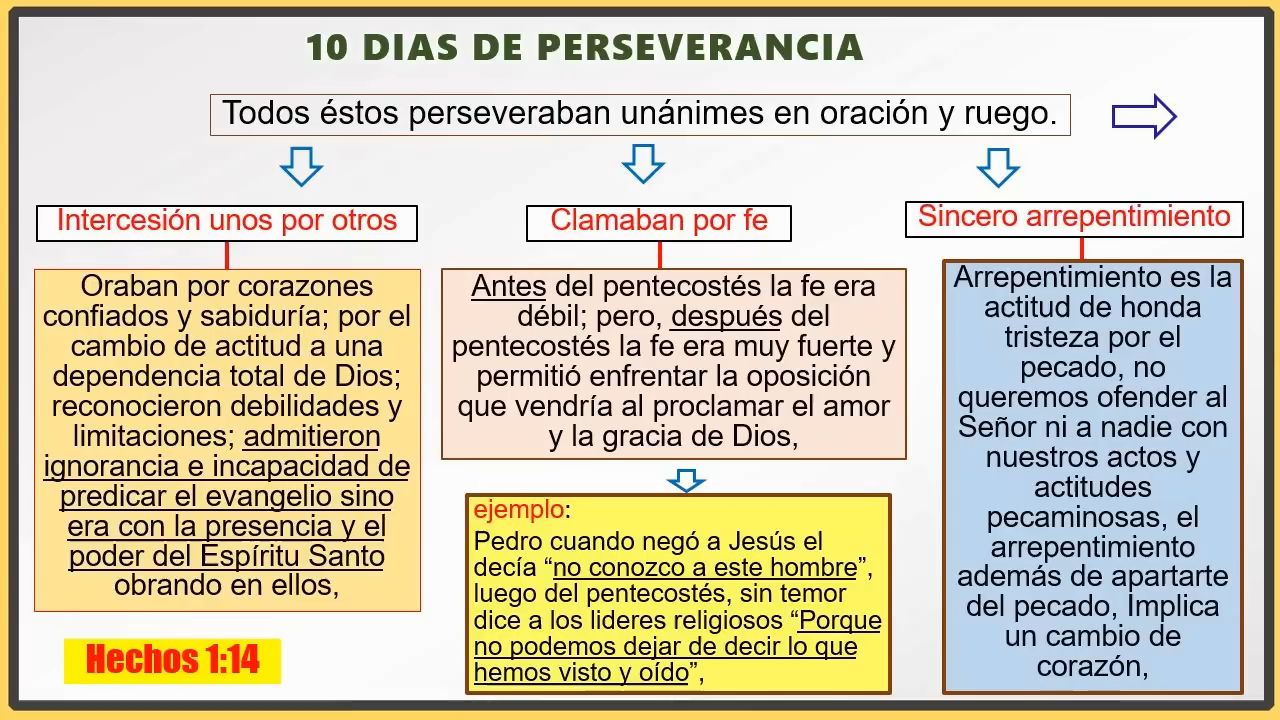 10 DIAS DE PERSEVERANCIA
Todos éstos perseveraban unánimes en oración y ruego.
Intercesión unos por otros
Oraban por corazones
confiados y sabiduría; por el
cambio de actitud a una
dependencia total de Dios;
reconocieron debilidades y
limitaciones; admitieron
ignorancia e incapacidad de
predicar el evangelio sino
era con la presencia y el
poder del Espíritu Santo
obrando en ellos,
Hechos 1:14
Clamaban por fe
Antes del pentecostés la fe era
débil; pero, después del
pentecostés la fe era muy fuerte y
permitió enfrentar la oposición
que vendría al proclamar el amor
y la gracia de Dios,
ejemplo:
Pedro cuando negó a Jesús el
decía “no conozco a este hombre”,
luego del pentecostés, sin temor
dice a los lideres religiosos “Porque
no podemos dejar de decir lo que
hemos visto y oído”,
Sincero arrepentimiento
Arrepentimiento es la
actitud de honda
tristeza por el
pecado, no
queremos ofender al
Señor ni a nadie con
nuestros actos y
actitudes
pecaminosas, el
arrepentimiento
además de apartarte
del pecado, Implica
un cambio de
corazón,